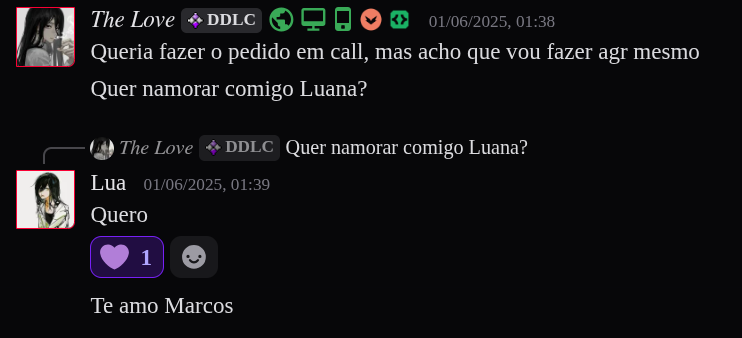 The Love DDLC 01/06/2025, 01:38
Queria fazer o pedido em call, mas acho que vou fazer agr mesmo
Quer namorar comigo Luana?
The Love DDLC Quer namorar comigo Luana?
Lua 01/06/2025, 01:39
Quero
1
Te amo Marcos